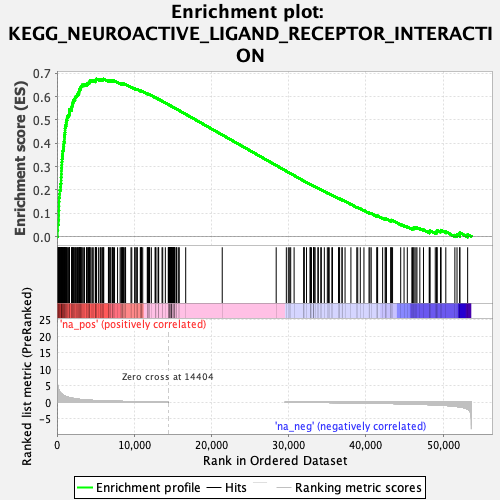 Enrichment plot:
KEGG_NEUROACTIVE_LIGAND_RECEPTOR_INTERACTI
ON
Enrichment score (ES)
0.7
0.6
0.5
0.4
0.3
0.2
0.1
0.0
Ranked list metric (PreRanked)
25
20
15
10
5
0
-5
'na_pos' (positively correlated)
Zero cross at 14404
'na_neg' (negatively correlated)
0
10,000
20,000
30,000
40,000
50,000
Rank in Ordered Dataset
Enrichment profile
Hits
Ranking metric scores